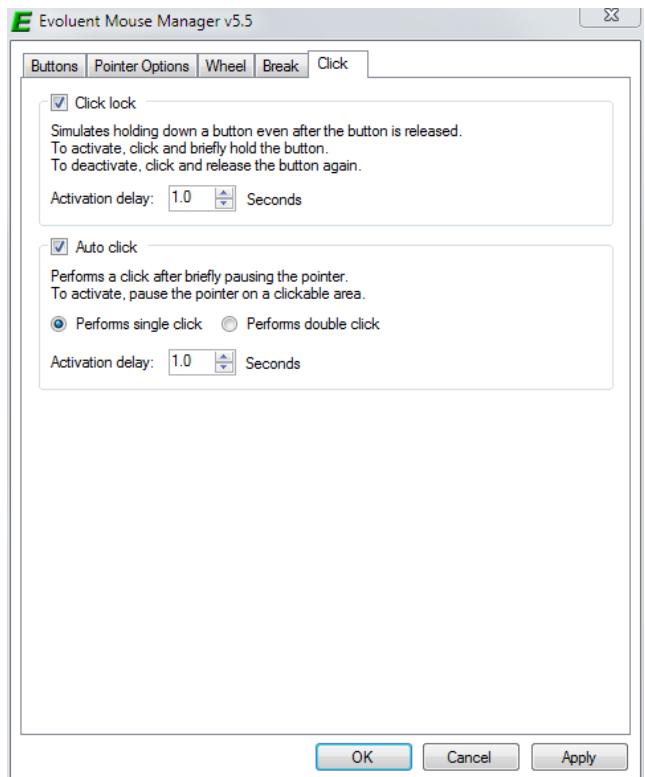 E Evoluent Mouse Manager v5.5
Buttons Pointer Options Wheel Break Click
Click lock
Simulates holding down a button even after the button is released.
To activate, click and briefly hold the button.
To deactivate, click and release the button again.
Activation delay: 1.0 Seconds
Auto click
Performs a click after briefly pausing the pointer.
To activate, pause the pointer on a clickable area.
Performs single click Performs double click
Activation delay: 1.0 Seconds
OK Cancel Apply